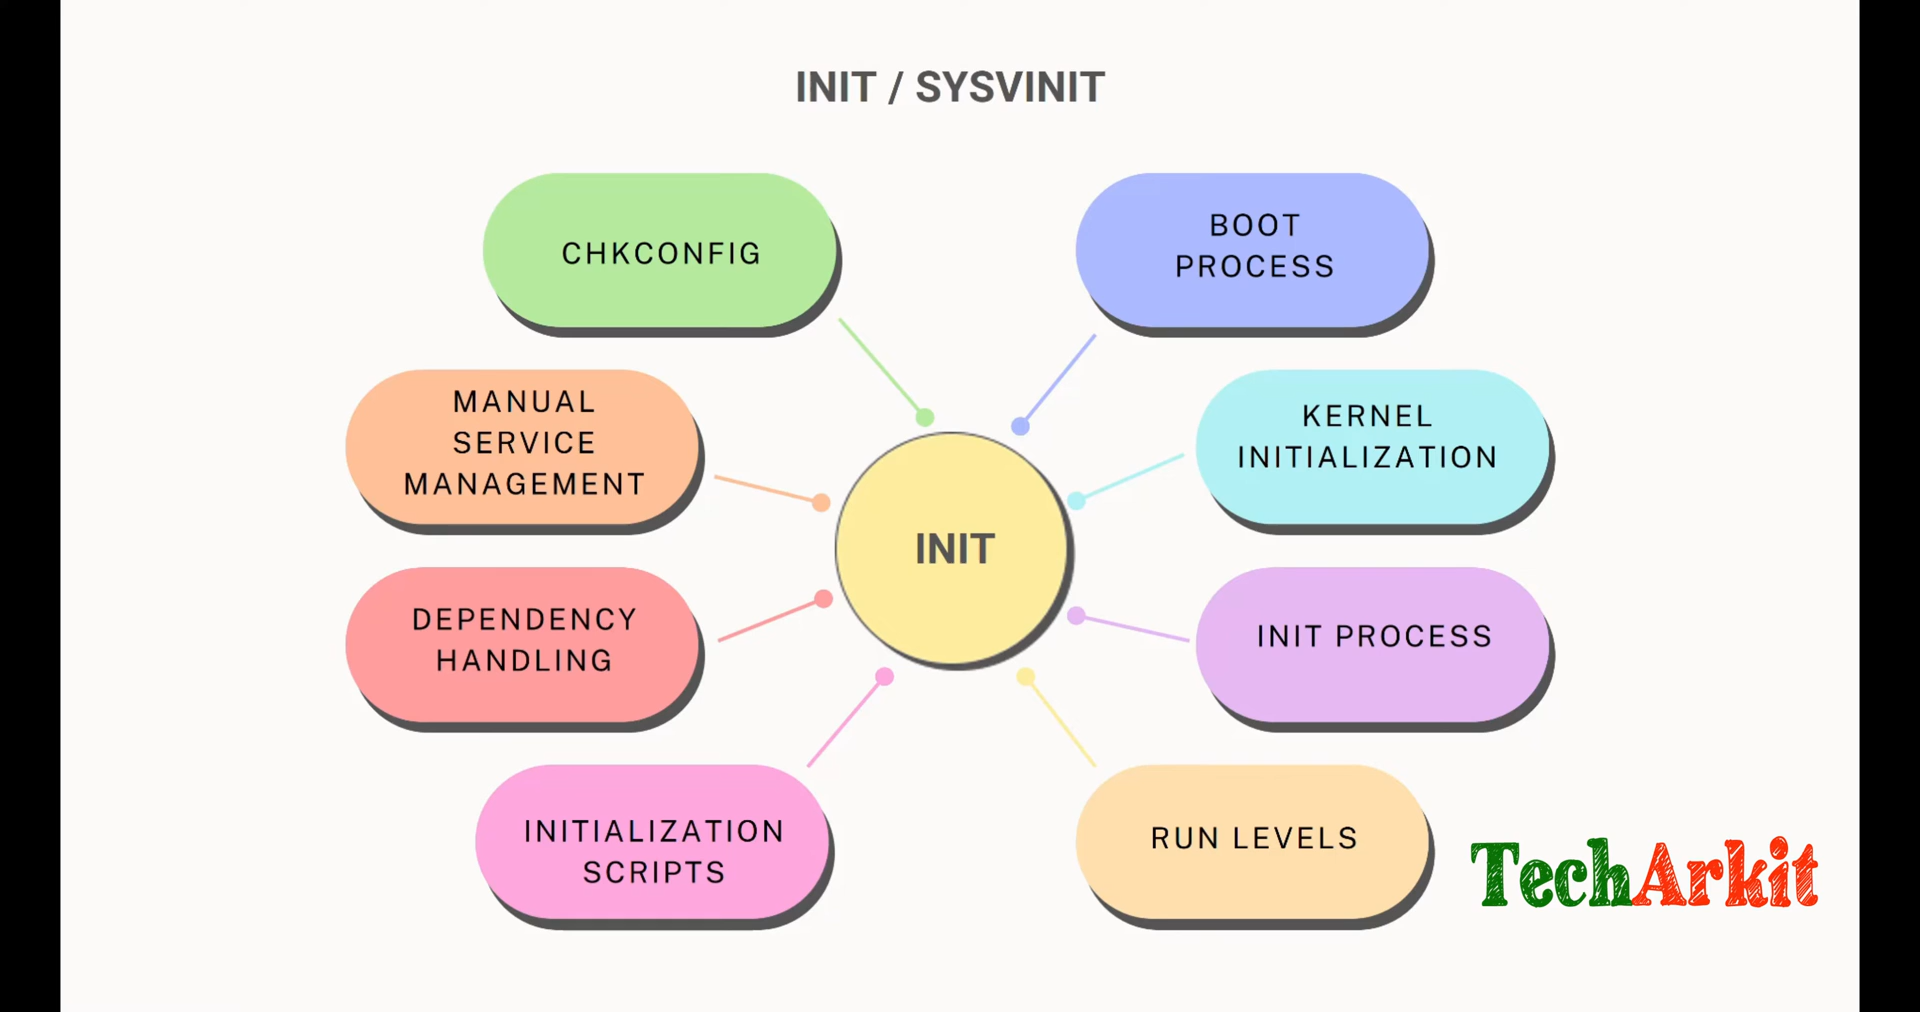 INIT / SYSVINIT
CHKCONFIG
BOOT
PROCESS
MANUAL
SERVICE
MANAGEMENT
KERNEL
INITIALIZATION
INIT
DEPENDENCY
HANDLING
INIT PROCESS
INITIALIZATION
SCRIPTS
RUN LEVELS
TechArkit